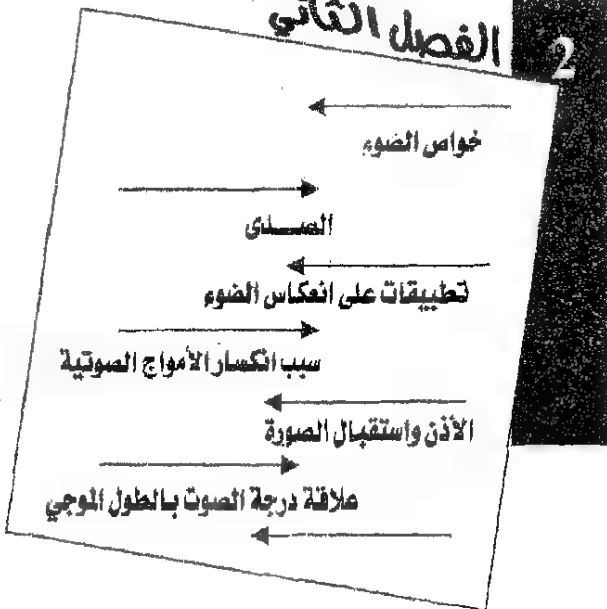 الفصل الثاني
2
خواص الضوء
الصــدى
تطبيقات على انعكاس الضوء
سبب انكسار الأمواج الصوتية
الأذن واستقبال الصورة
علاقة درجة الصوت بالطول الموجي